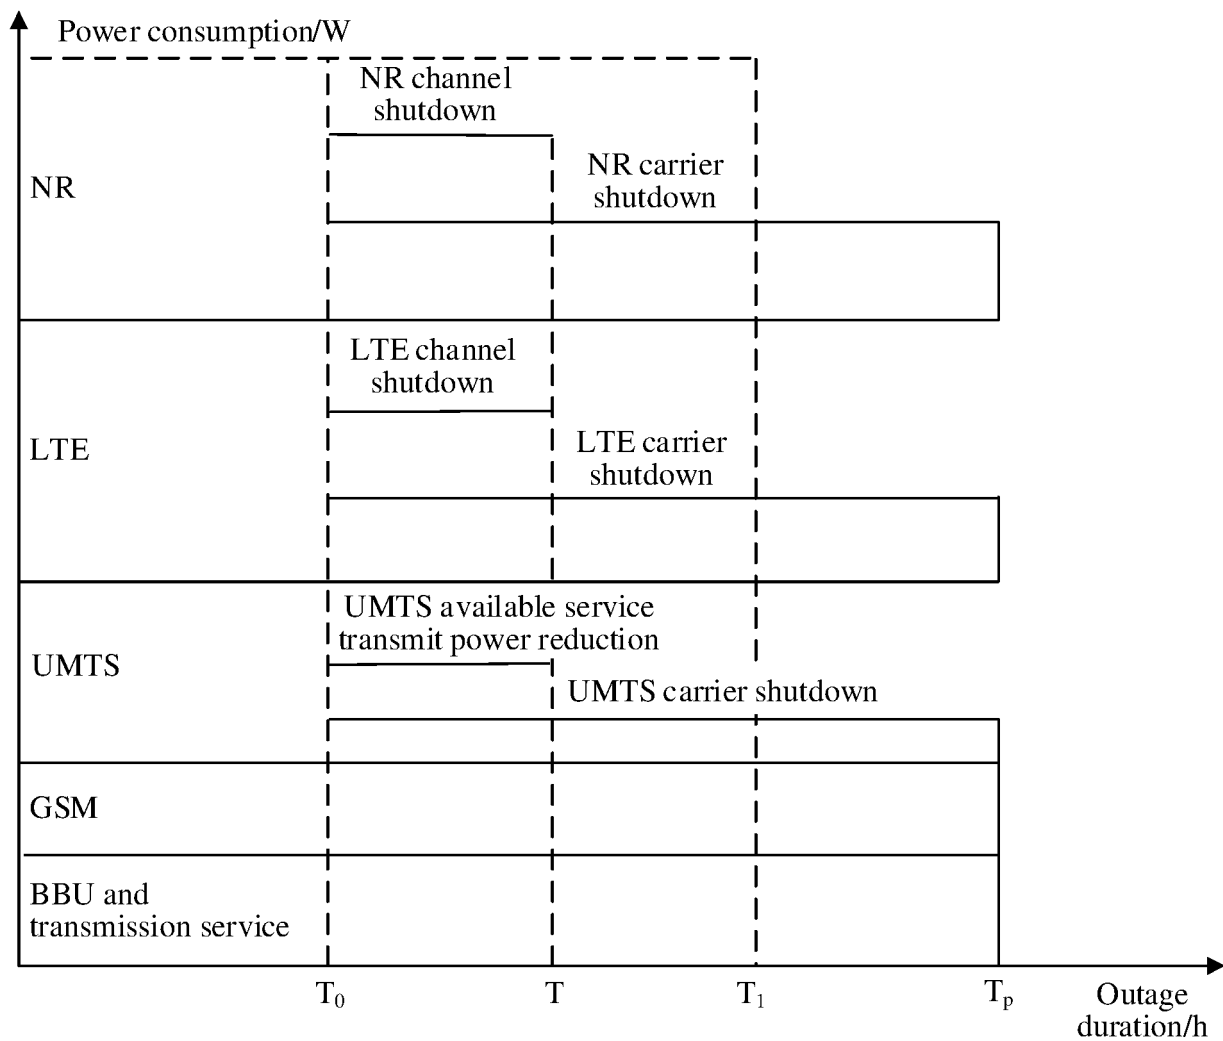 Power consumption/W
NR channel
shutdown
NR carrier
shutdown
NR
LTE channel
shutdown
LTE carrier
shutdown
LTE
UMTS available service
transmit power reduction
UMTS
UMTS carrier shutdown
GSM
BBU and
transmission service
T₀
T
T₁
Tₚ
Outage
duration/h